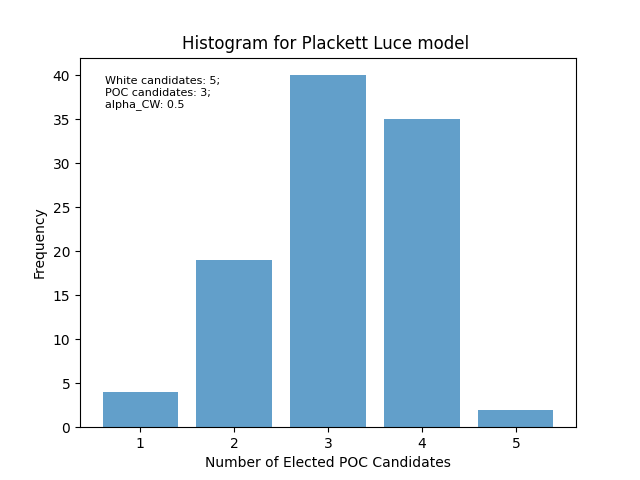 Histogram for Plackett Luce model
White candidates: 5;
POC candidates: 3;
alpha_CW: 0.5
40
35
30
25
20
15
10
5
0
Frequency
1 2 3 4 5
Number of Elected POC Candidates